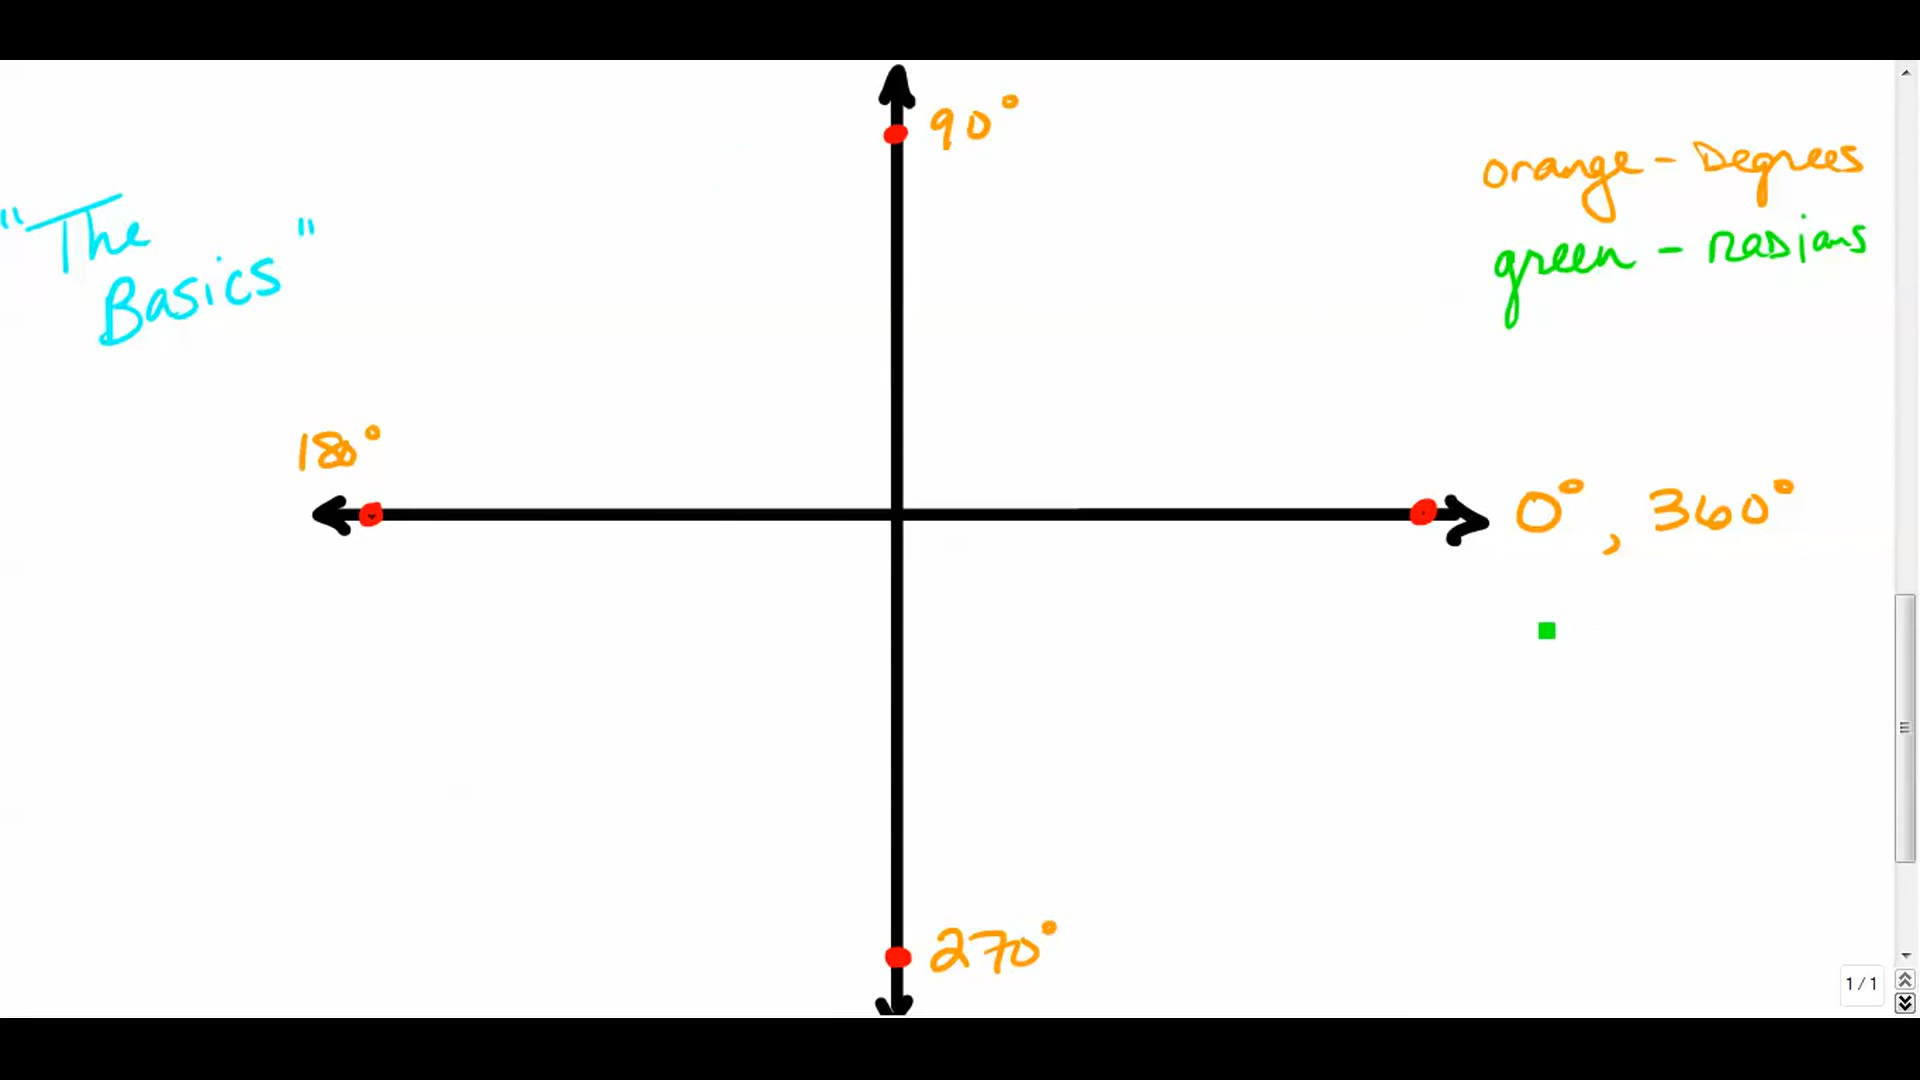 90°
orange - Degrees
"The
Basics"
green - Radians
180°
0°, 360°
270°
1 / 1